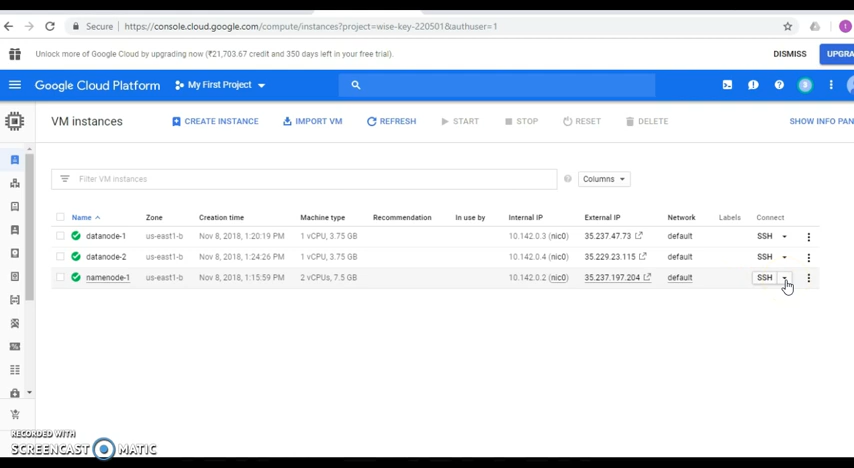 Secure https://console.cloud.google.com/compute/instances?project=wise-key-220501&authuser=1
1
Unlock more of Google Cloud by upgrading now (₹21,703.67 credit and 350 days left in your free trial). DISMISS UPGRA
Google Cloud Platform My First Project
VM instances CREATE INSTANCE IMPORT VM REFRESH START STOP RESET DELETE SHOW INFO PAN
Filter VM instances Columns
Name Zone Creation time Machine type Recommendation In use by Internal IP External IP Network Labels Connect
datanode-1 us-east1-b Nov 8, 2018, 1:20:19 PM 1 vCPU, 3.75 GB 10.142.0.3 (nic0) 35.237.47.73 default SSH
datanode-2 us-east1-b Nov 8, 2018, 1:24:26 PM 1 vCPU, 3.75 GB 10.142.0.4 (nic0) 35.229.23.115 default SSH
namenode-1 us-east1-b Nov 8, 2018, 1:15:59 PM 2 vCPUs, 7.5 GB 10.142.0.2 (nic0) 35.237.197.204 default SSH
RECORDED WITH
SCREENCAST MATIC